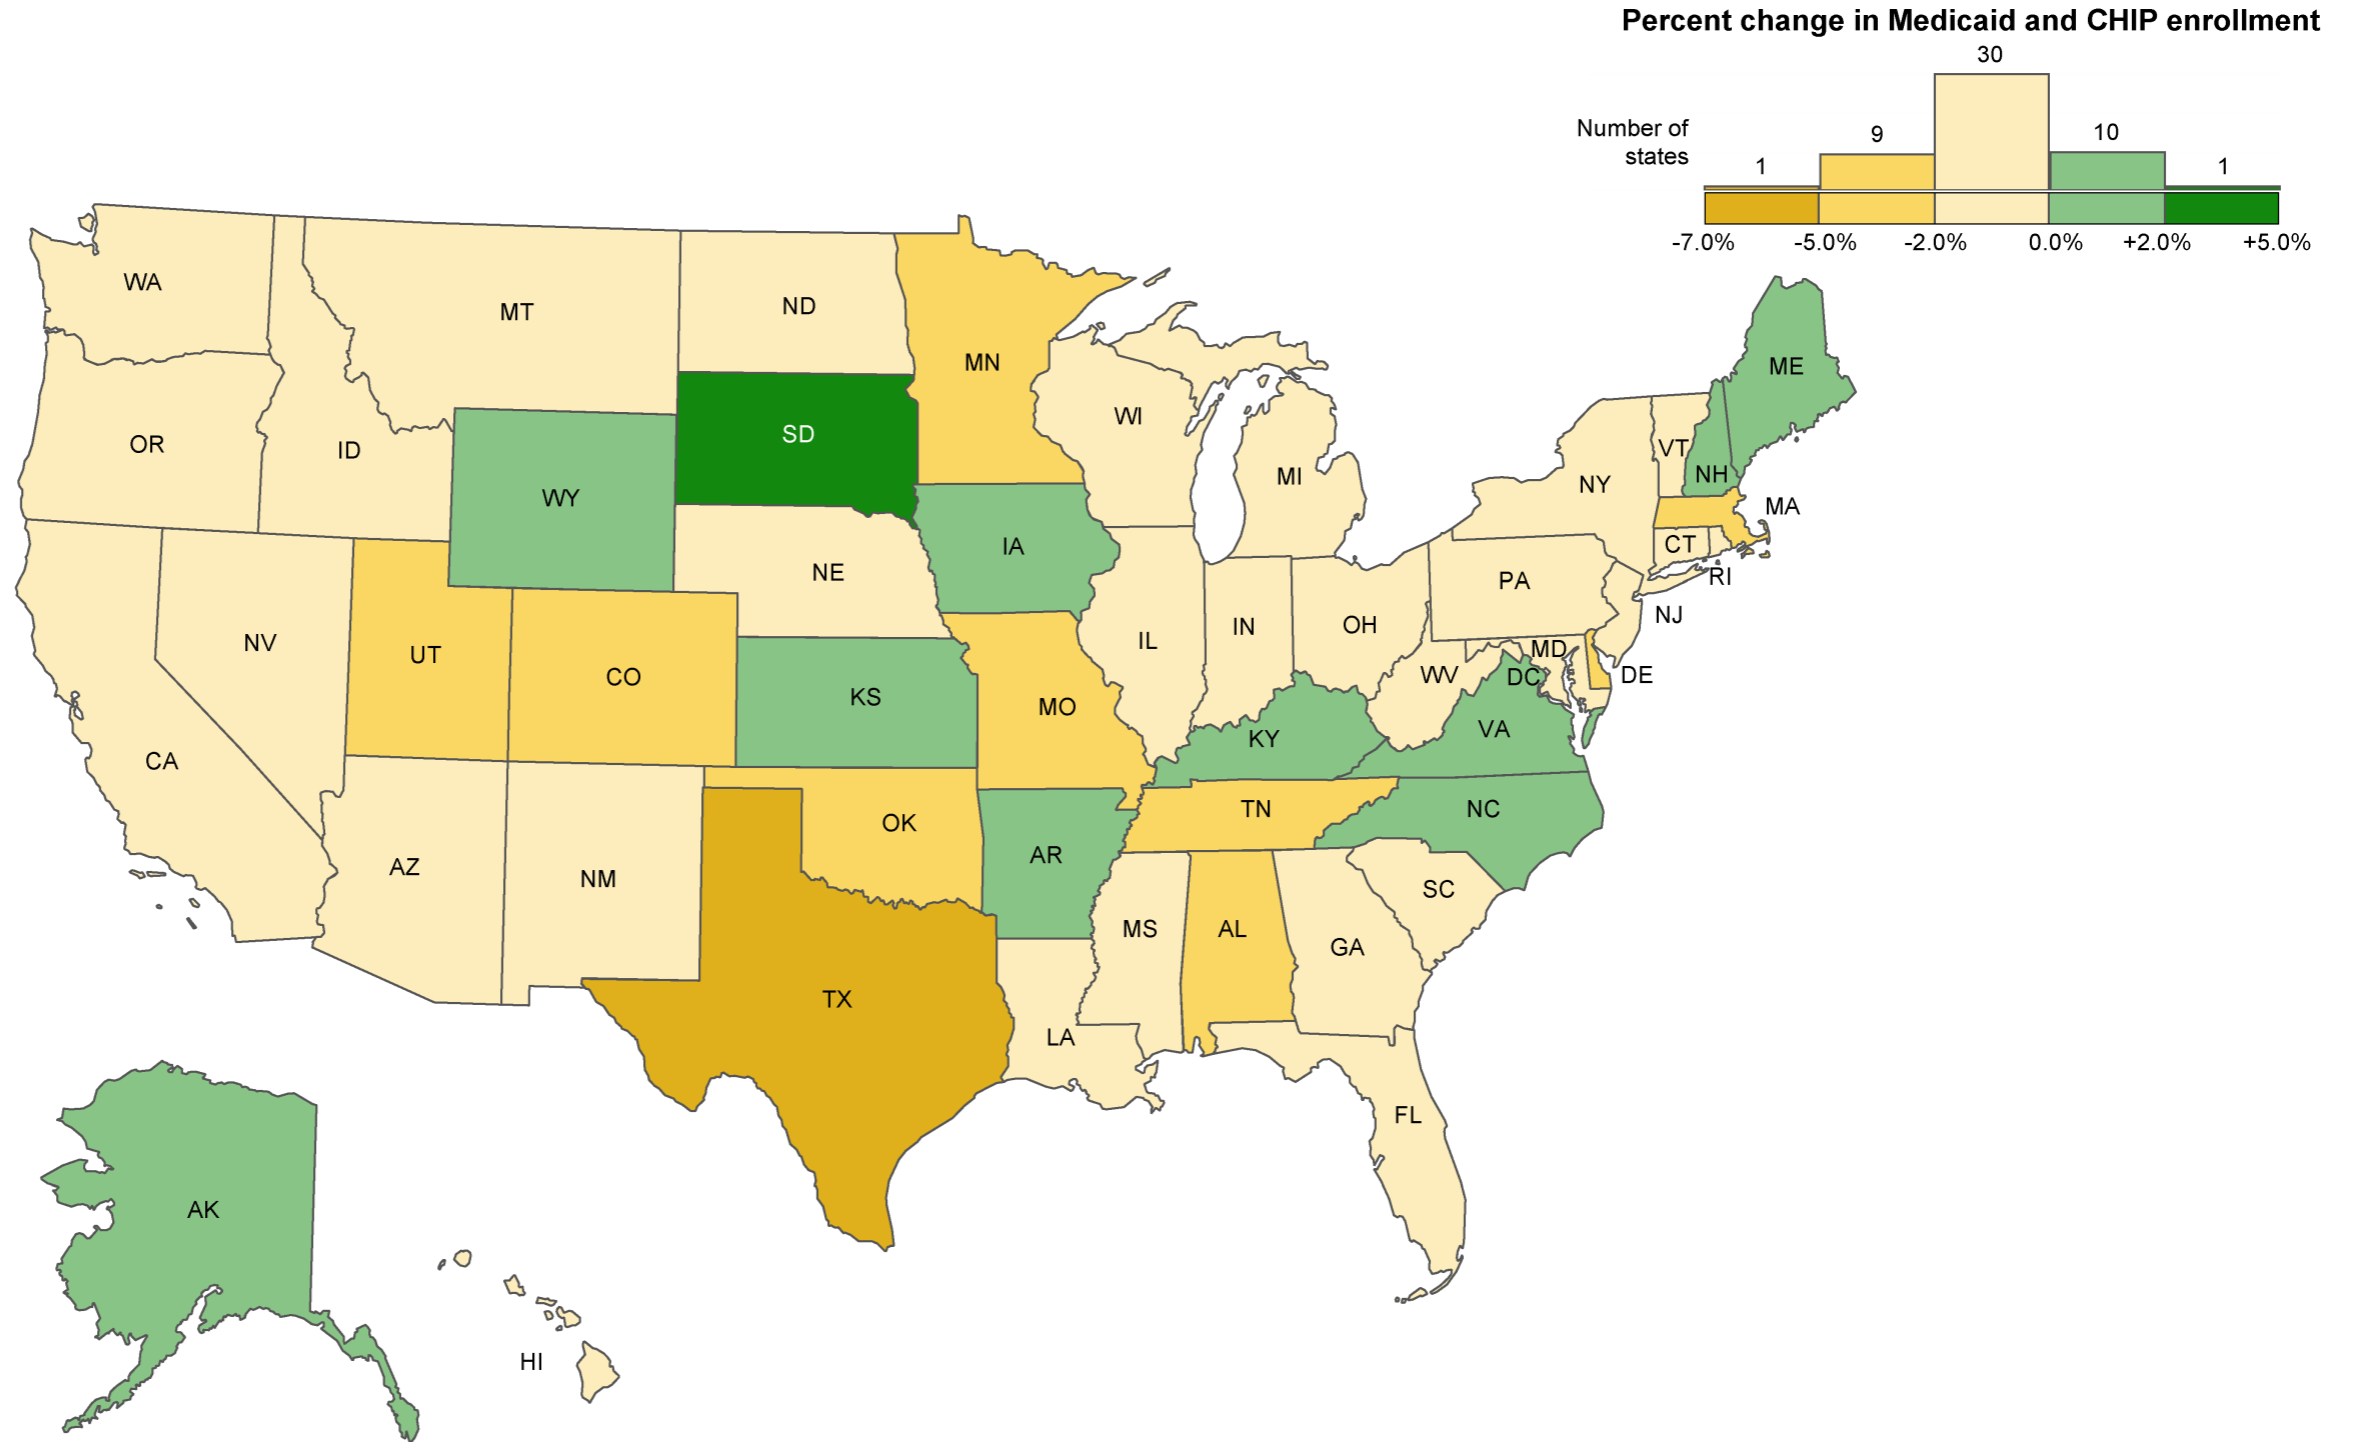 Percent change in Medicaid and CHIP enrollment
30
Number of
states
1
9
10
1
-7.0%
-5.0%
-2.0%
0.0%
+2.0%
+5.0%
WA
MT
ND
MN
OR
ID
WY
SD
WI
MI
ME
VT
NH
NY
MA
CT
RI
NV
UT
CO
NE
IA
IL
IN
OH
PA
NJ
CA
KS
MO
WV
MD
DC
DE
KY
VA
AZ
NM
OK
AR
TN
NC
SC
TX
LA
MS
AL
GA
FL
AK
HI